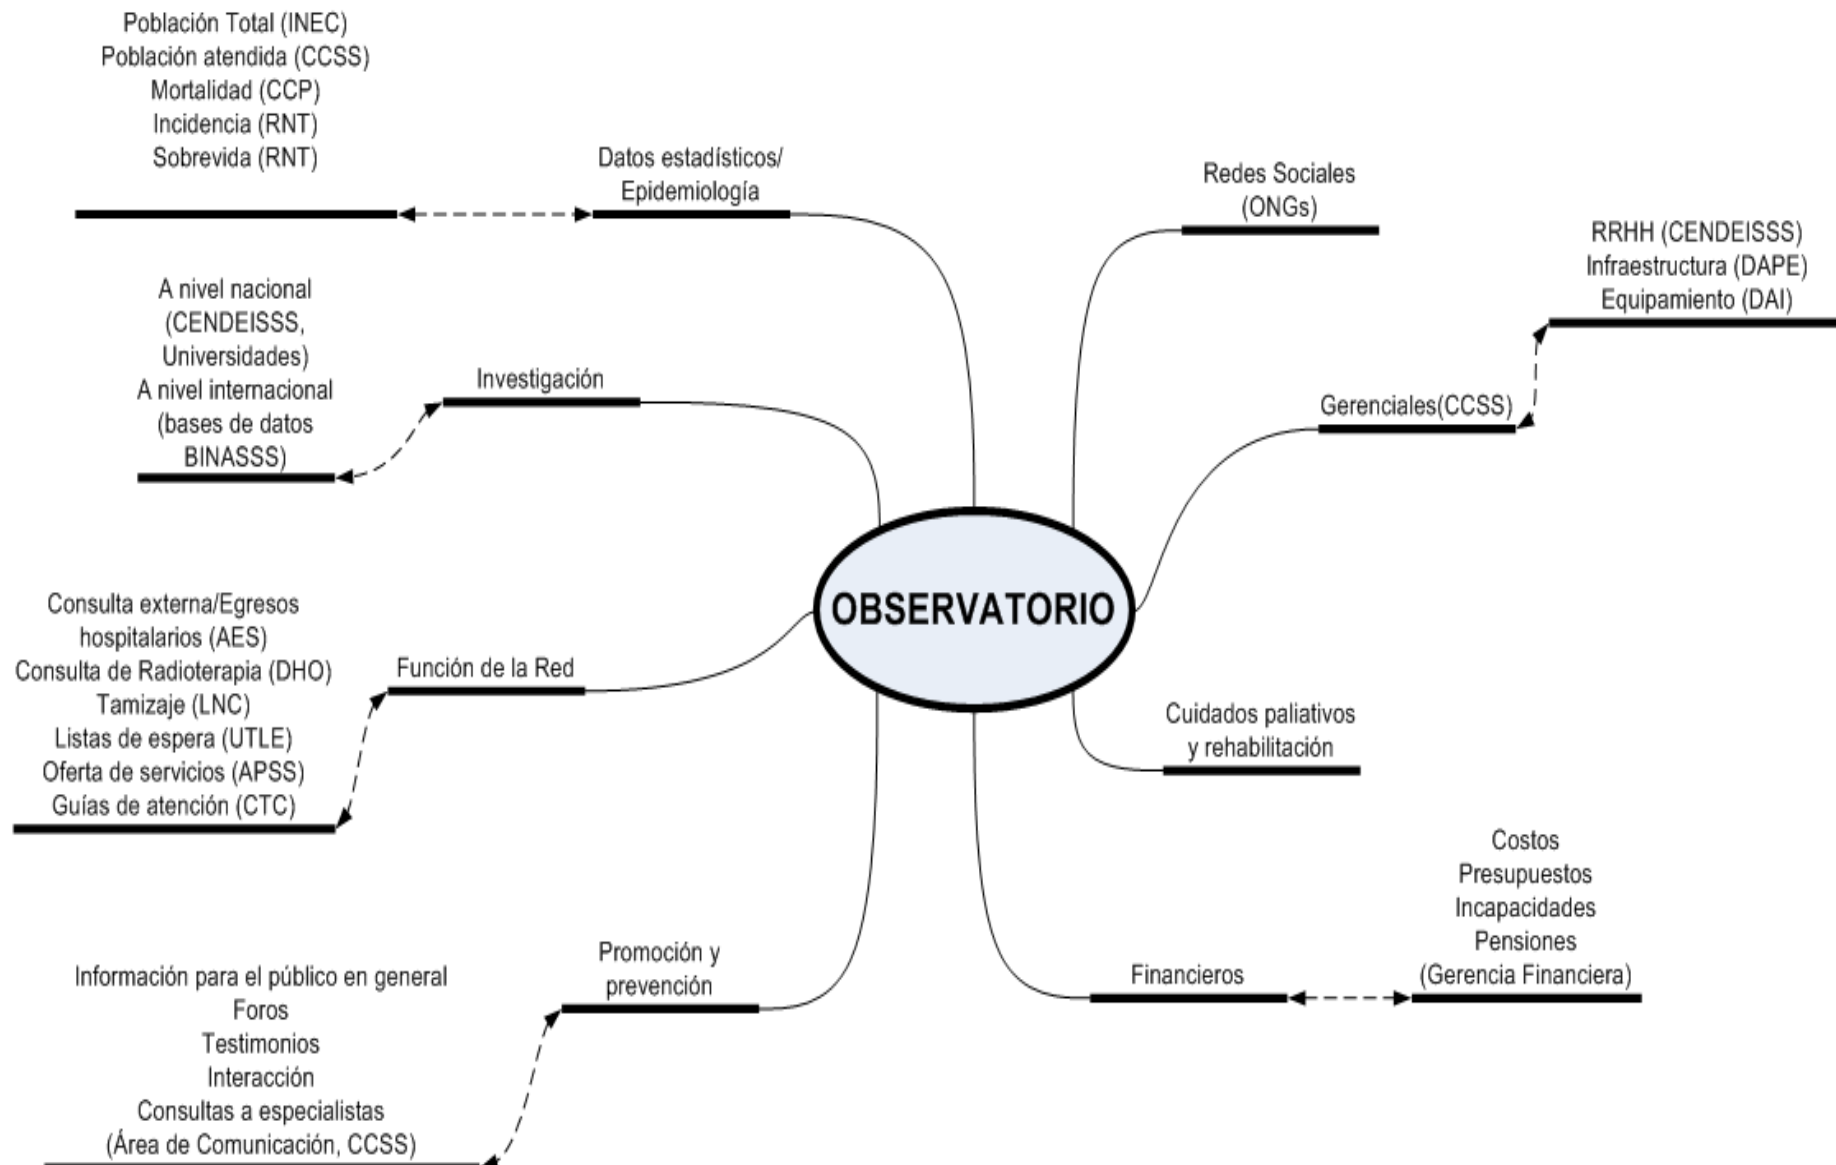 Población Total (INEC)
Población atendida (CCSS)
Mortalidad (CCP)
Incidencia (RNT)
Sobrevida (RNT)
Datos estadísticos/
Epidemiología
Redes Sociales
(ONGs)
RRHH (CENDEISSS)
Infraestructura (DAPE)
Equipamiento (DAI)
A nivel nacional
(CENDEISSS,
Universidades)
A nivel internacional
(bases de datos
BINASSS)
Investigación
Gerenciales(CCSS)
OBSERVATORIO
Consulta externa/Egresos
hospitalarios (AES)
Consulta de Radioterapia (DHO)
Tamizaje (LNC)
Listas de espera (UTLE)
Oferta de servicios (APSS)
Guías de atención (CTC)
Función de la Red
Cuidados paliativos
y rehabilitación
Costos
Presupuestos
Incapacidades
Pensiones
(Gerencia Financiera)
Financieros
Promoción y
prevención
Información para el público en general
Foros
Testimonios
Interacción
Consultas a especialistas
(Área de Comunicación, CCSS)